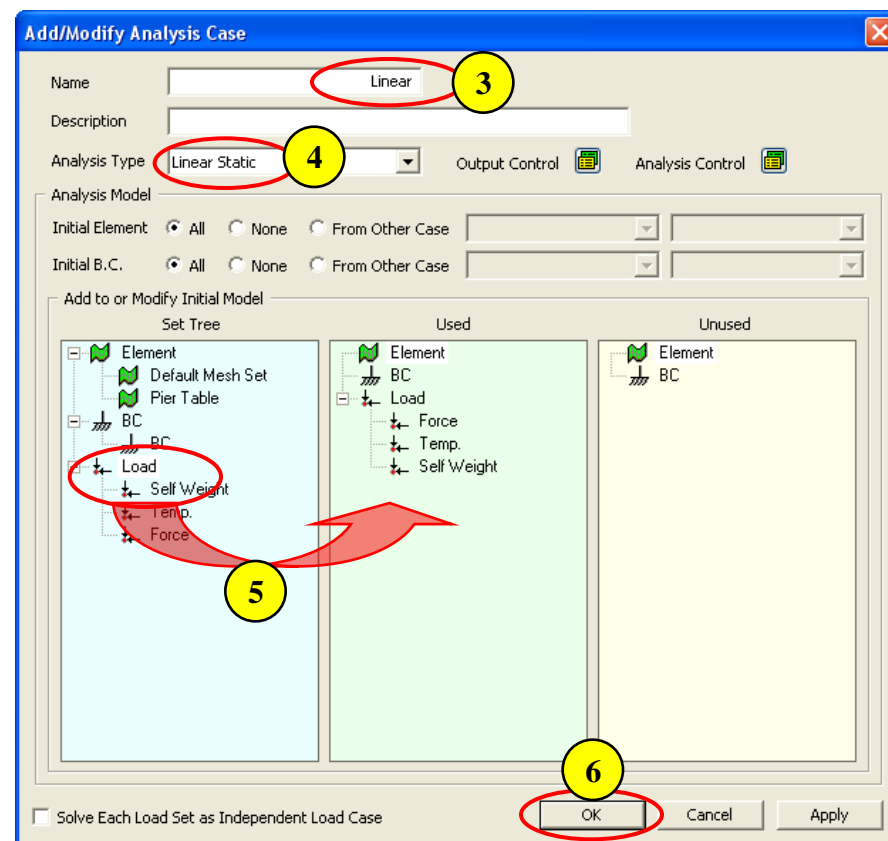 Add/Modify Analysis Case
Name Linear 3
Description
Analysis Type Linear Static 4 Output Control Analysis Control
Analysis Model
Initial Element All None From Other Case
Initial B.C. All None From Other Case
Add to or Modify Initial Model
Set Tree Used Unused
Element Element Element
Default Mesh Set BC BC
Pier Table Load
BC Force
BC Temp.
Load Self Weight
Self Weight
Temp.
Force
5
6
Solve Each Load Set as Independent Load Case OK Cancel Apply